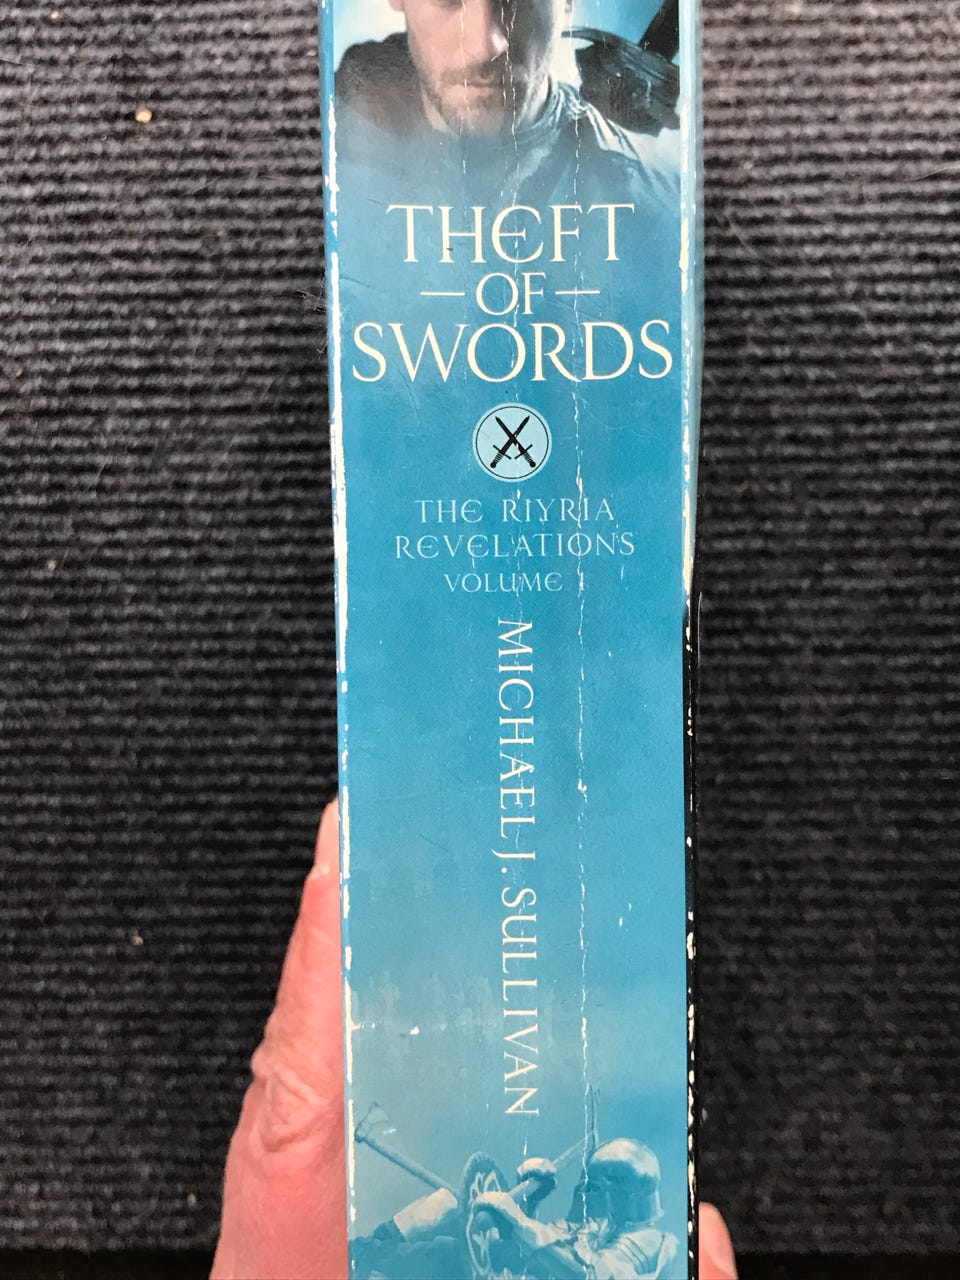 THEFT
OF
SWORDS
THE RIYRIA
REVELATIONS
VOLUME 1
MICHAEL J. SULLIVAN